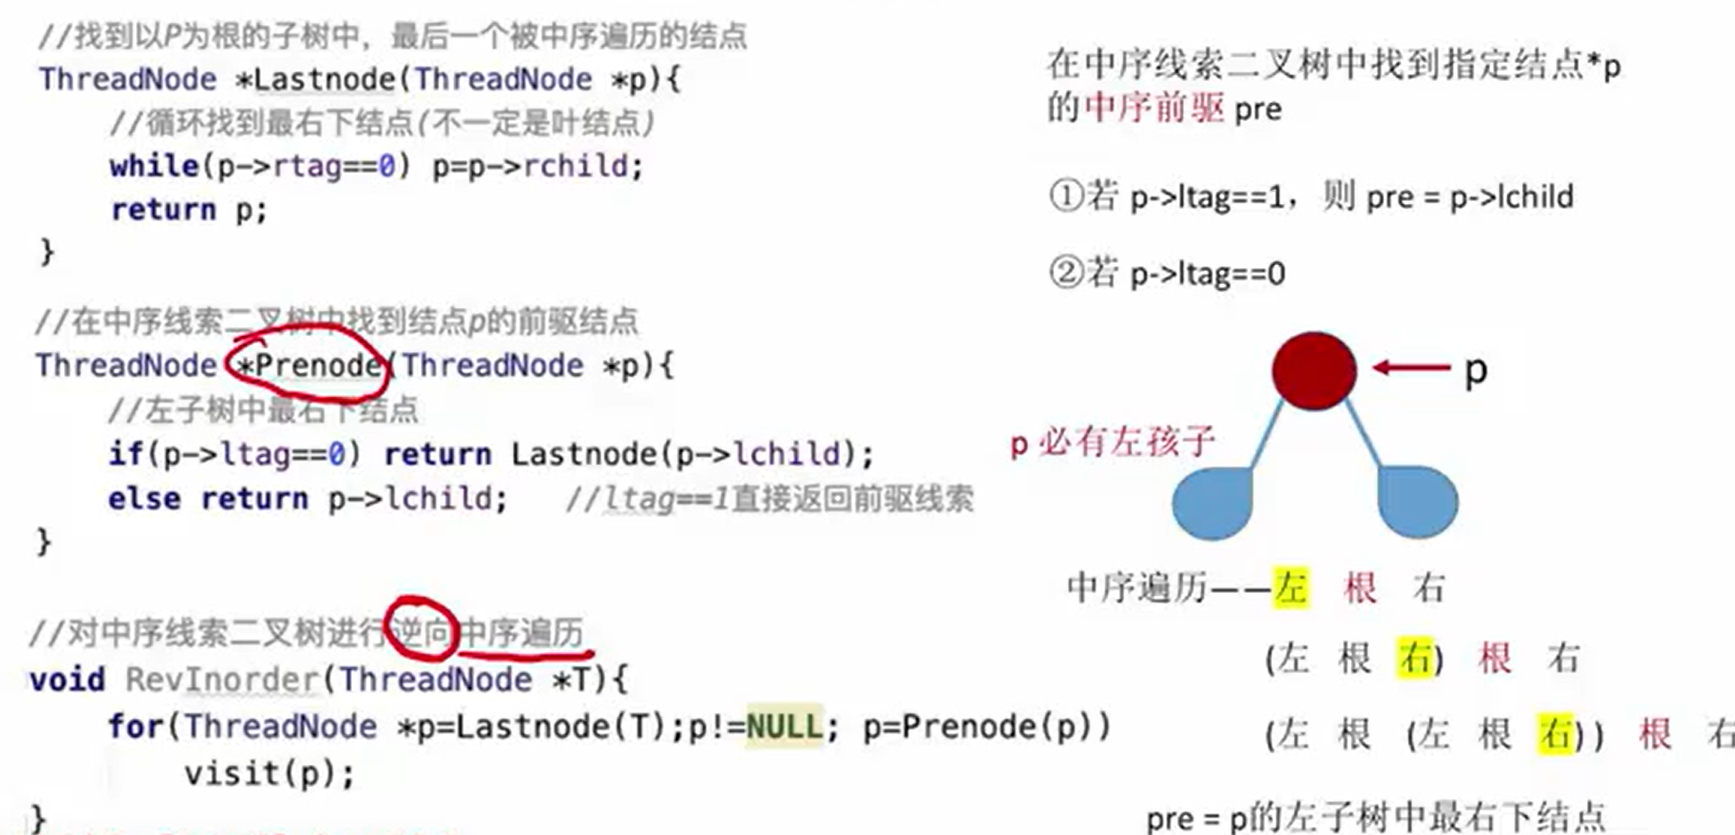 //找到以P为根的子树中，最后一个被中序遍历的结点
ThreadNode *Lastnode(ThreadNode *p){
//循环找到最右下结点(不一定是叶结点)
while(p->rtag==0) p=p->rchild;
return p;
}
//在中序线索二叉树中找到结点p的前驱结点
ThreadNode *Prenode(ThreadNode *p){
//左子树中最右下结点
if(p->ltag==0) return Lastnode(p->lchild);
else return p->lchild; //ltag==1直接返回前驱线索
}
//对中序线索二叉树进行逆向中序遍历
void RevInorder(ThreadNode *T){
for(ThreadNode *p=Lastnode(T);p!=NULL; p=Prenode(p))
visit(p);
}
在中序线索二叉树中找到指定结点*p
的中序前驱 pre
①若 p->ltag==1，则 pre = p->lchild
②若 p->ltag==0
p
p 必有左孩子
中序遍历——左 根 右
(左 根 右) 根 右
(左 根 (左 根 右)) 根 右
pre = p的左子树中最右下结点